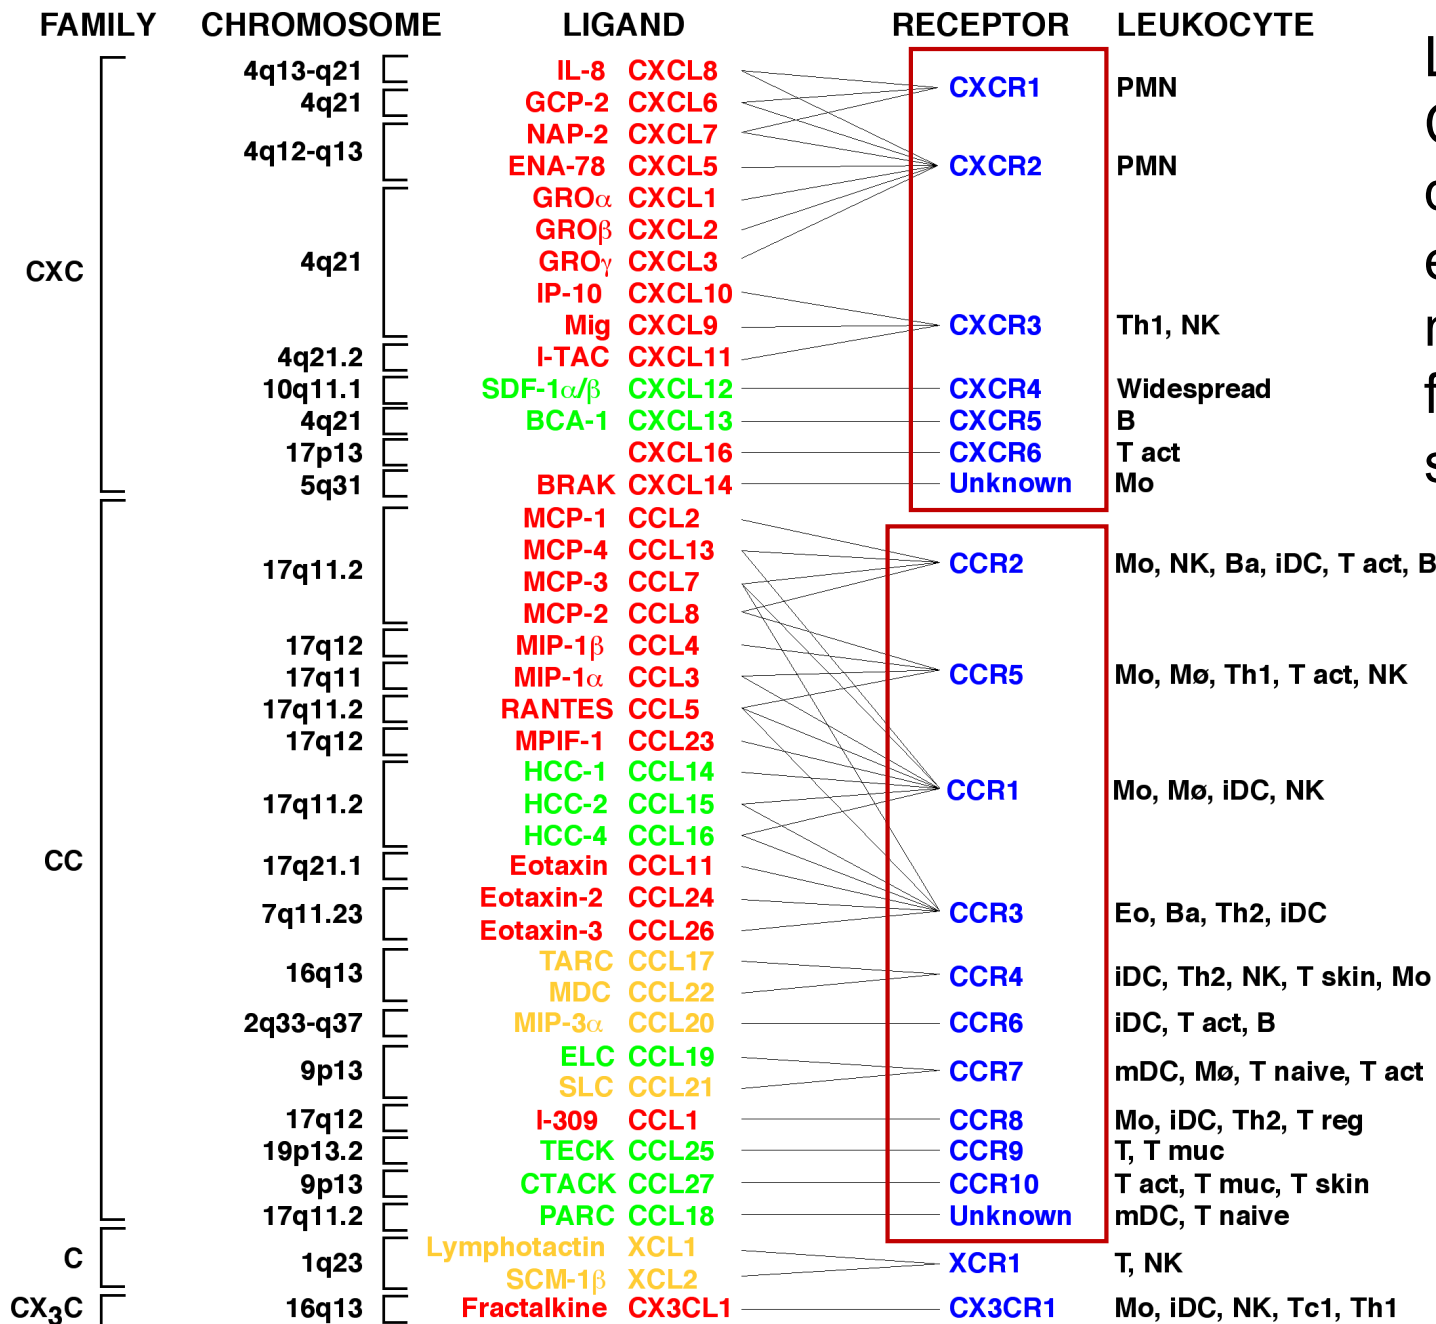 FAMILY CHROMOSOME LIGAND RECEPTOR LEUKOCYTE
4q13-q21 IL-8 CXCL8 CXCR1 PMN
4q21 GCP-2 CXCL6
4q12-q13 NAP-2 CXCL7
ENA-78 CXCL5 CXCR2 PMN
GROα CXCL1
GROβ CXCL2
CXC 4q21 GROγ CXCL3
IP-10 CXCL10
Mig CXCL9 CXCR3 Th1, NK
4q21.2 I-TAC CXCL11
10q11.1 SDF-1α/β CXCL12 CXCR4 Widespread
4q21 BCA-1 CXCL13 CXCR5 B
17p13 CXCL16 CXCR6 T act
5q31 BRAK CXCL14 Unknown Mo
MCP-1 CCL2
MCP-4 CCL13
17q11.2 CCR2 Mo, NK, Ba, iDC, T act, B
MCP-3 CCL7
MCP-2 CCL8
17q12 MIP-1β CCL4
17q11 MIP-1α CCL3 CCR5 Mo, Mø, Th1, T act, NK
17q11.2 RANTES CCL5
17q12 MPIF-1 CCL23
HCC-1 CCL14 CCR1 Mo, Mø, iDC, NK
17q11.2 HCC-2 CCL15
HCC-4 CCL16
CC 17q21.1 Eotaxin CCL11
Eotaxin-2 CCL24
7q11.23 CCR3 Eo, Ba, Th2, iDC
Eotaxin-3 CCL26
TARC CCL17
16q13 CCR4 iDC, Th2, NK, T skin, Mo
MDC CCL22
2q33-q37 MIP-3α CCL20 CCR6 iDC, T act, B
ELC CCL19
9p13 CCR7 mDC, Mø, T naive, T act
SLC CCL21
17q12 I-309 CCL1 CCR8 Mo, iDC, Th2, T reg
19p13.2 TECK CCL25 CCR9 T, T muc
9p13 CTACK CCL27 CCR10 T act, T muc, T skin
17q11.2 PARC CCL18 Unknown mDC, T naive
Lymphotactin XCL1
C 1q23 XCR1 T, NK
SCM-1β XCL2
CX3C 16q13 Fractalkine CX3CL1 CX3CR1 Mo, iDC, NK, Tc1, Th1